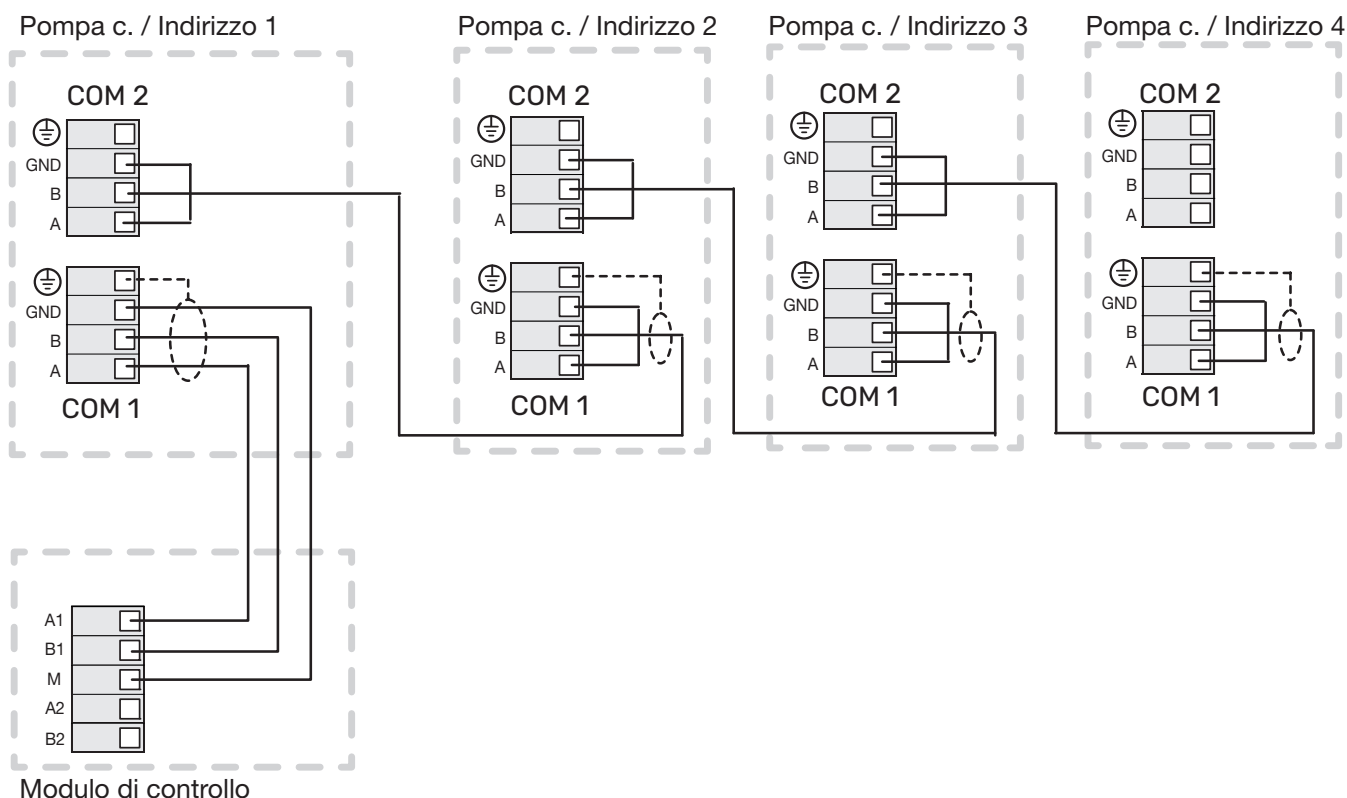 Pompa c. / Indirizzo 1
COM 2
GND
B
A
GND
B
A
COM 1
Pompa c. / Indirizzo 2
COM 2
GND
B
A
GND
B
A
COM 1
Pompa c. / Indirizzo 3
COM 2
GND
B
A
GND
B
A
COM 1
Pompa c. / Indirizzo 4
COM 2
GND
B
A
GND
B
A
COM 1
A1
B1
M
A2
B2
Modulo di controllo